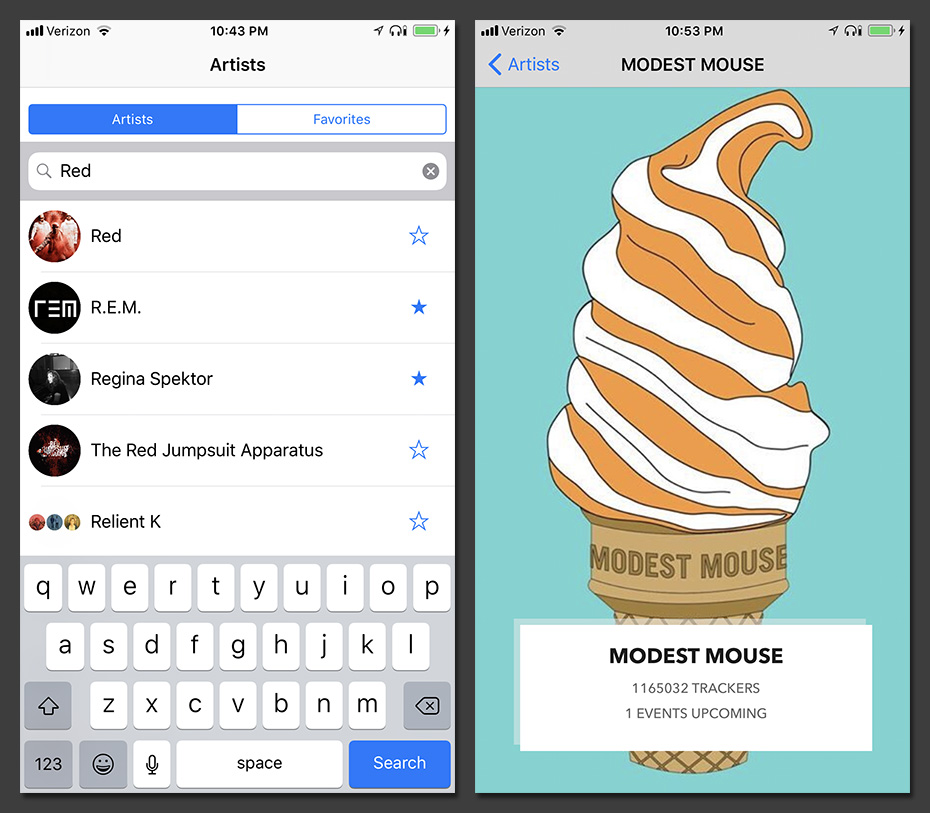 Verizon 10:43 PM
Artists
Artists Favorites
Red
Red
rEm
R.E.M.
Regina Spektor
The Red Jumpsuit Apparatus
Relient K
q w e r t y u i o p
a s d f g h j k l
z x c v b n m
123 space Search
Verizon 10:53 PM
Artists MODEST MOUSE
MODEST MOUSE
MODEST MOUSE
1165032 TRACKERS
1 EVENTS UPCOMING